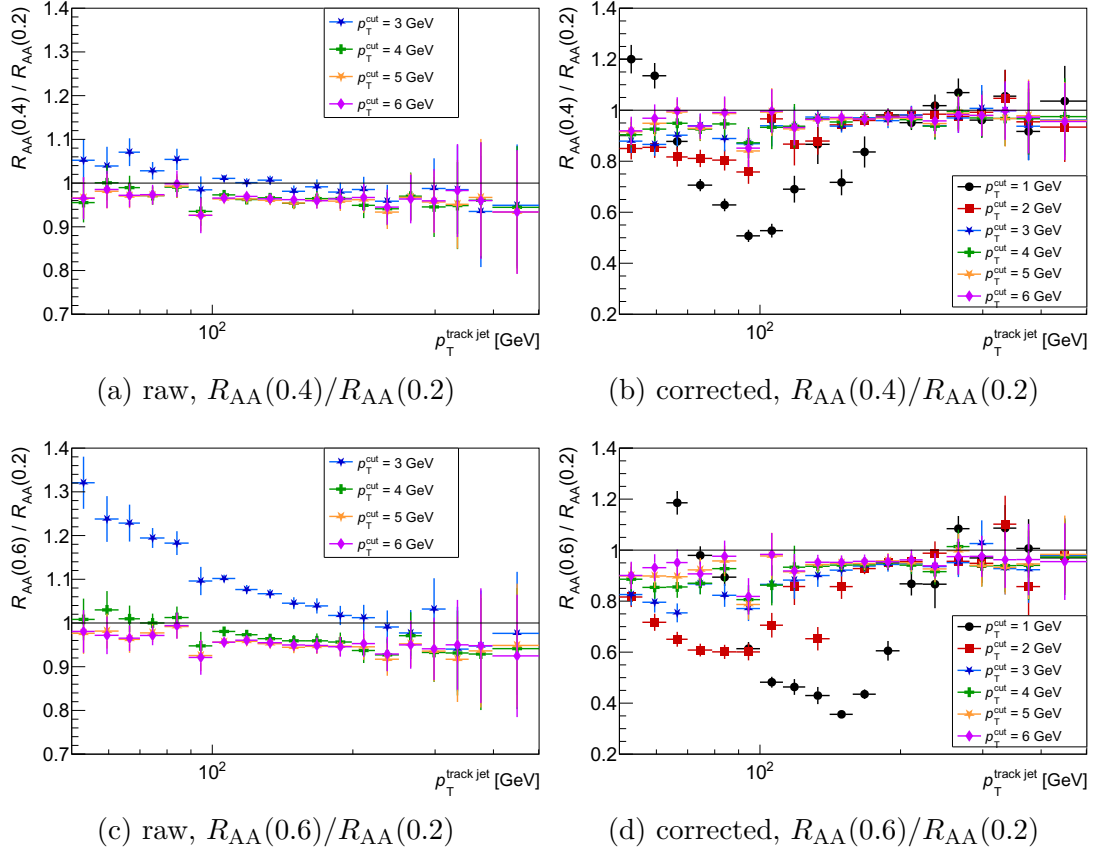 1.4
1.3
1.2
1.1
1
0.9
0.8
0.7
R_AA(0.4) / R_AA(0.2)
p_T^cut = 3 GeV
p_T^cut = 4 GeV
p_T^cut = 5 GeV
p_T^cut = 6 GeV
10²
p_T^track jet [GeV]
(a) raw, R_AA(0.4)/R_AA(0.2)
1.4
1.2
1
0.8
0.6
0.4
0.2
R_AA(0.4) / R_AA(0.2)
p_T^cut = 1 GeV
p_T^cut = 2 GeV
p_T^cut = 3 GeV
p_T^cut = 4 GeV
p_T^cut = 5 GeV
p_T^cut = 6 GeV
10²
p_T^track jet [GeV]
(b) corrected, R_AA(0.4)/R_AA(0.2)
1.4
1.3
1.2
1.1
1
0.9
0.8
0.7
R_AA(0.6) / R_AA(0.2)
p_T^cut = 3 GeV
p_T^cut = 4 GeV
p_T^cut = 5 GeV
p_T^cut = 6 GeV
10²
p_T^track jet [GeV]
(c) raw, R_AA(0.6)/R_AA(0.2)
1.4
1.2
1
0.8
0.6
0.4
0.2
R_AA(0.6) / R_AA(0.2)
p_T^cut = 1 GeV
p_T^cut = 2 GeV
p_T^cut = 3 GeV
p_T^cut = 4 GeV
p_T^cut = 5 GeV
p_T^cut = 6 GeV
10²
p_T^track jet [GeV]
(d) corrected, R_AA(0.6)/R_AA(0.2)